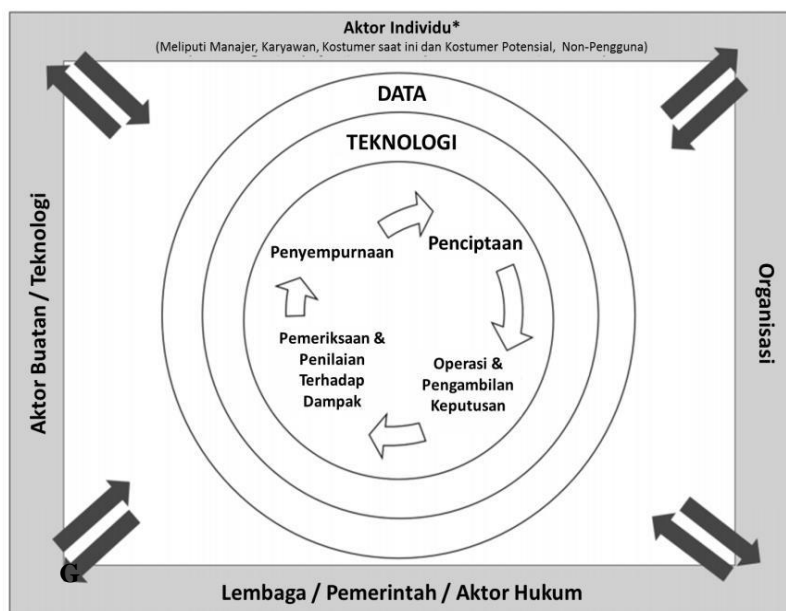 Aktor Individu*
(Meliputi Manajer, Karyawan, Kostumer saat ini dan Kostumer Potensial, Non-Pengguna)
DATA
TEKNOLOGI
Penyempurnaan
Penciptaan
Pemeriksaan &
Penilaian
Terhadap
Dampak
Operasi &
Pengambilan
Keputusan
Aktor Buatan / Teknologi
Organisasi
G
Lembaga / Pemerintah / Aktor Hukum